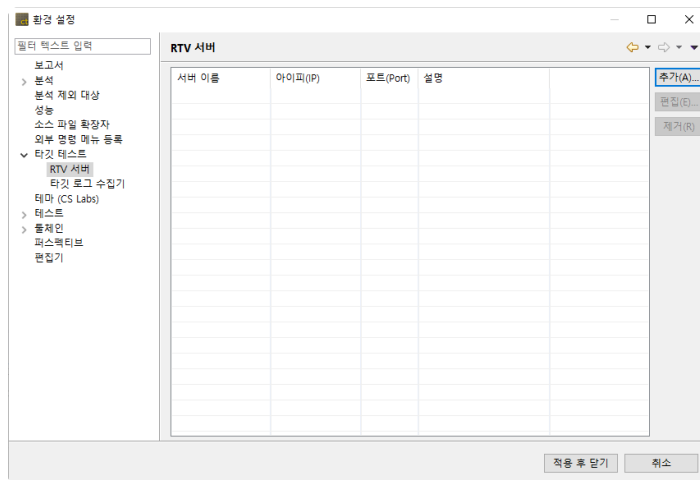 환경 설정
필터 텍스트 입력
보고서
분석
분석 제외 대상
성능
소스 파일 확장자
외부 명령 메뉴 등록
타깃 테스트
RTV 서버
타깃 로그 수집기
테마 (CS Labs)
테스트
툴체인
퍼스펙티브
편집기
RTV 서버
서버 이름 아이피(IP) 포트(Port) 설명
추가(A)...
편집(E)...
제거(R)
적용 후 닫기 취소